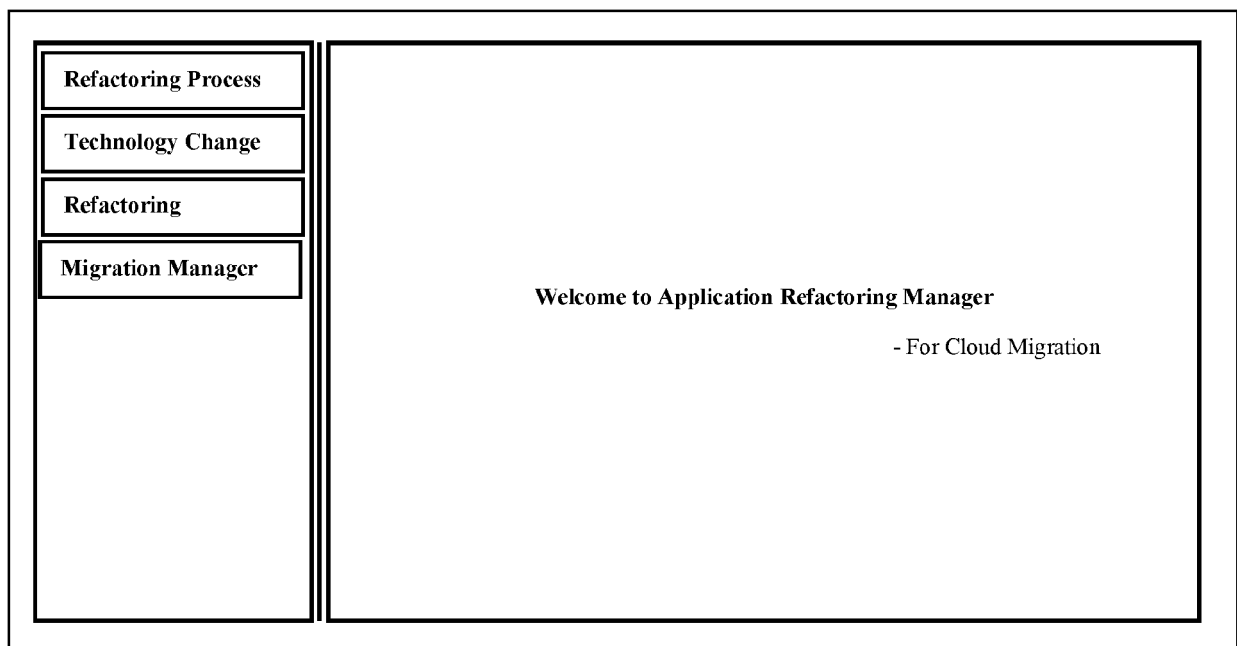 Refactoring Process
Technology Change
Refactoring
Migration Manager
Welcome to Application Refactoring Manager
- For Cloud Migration